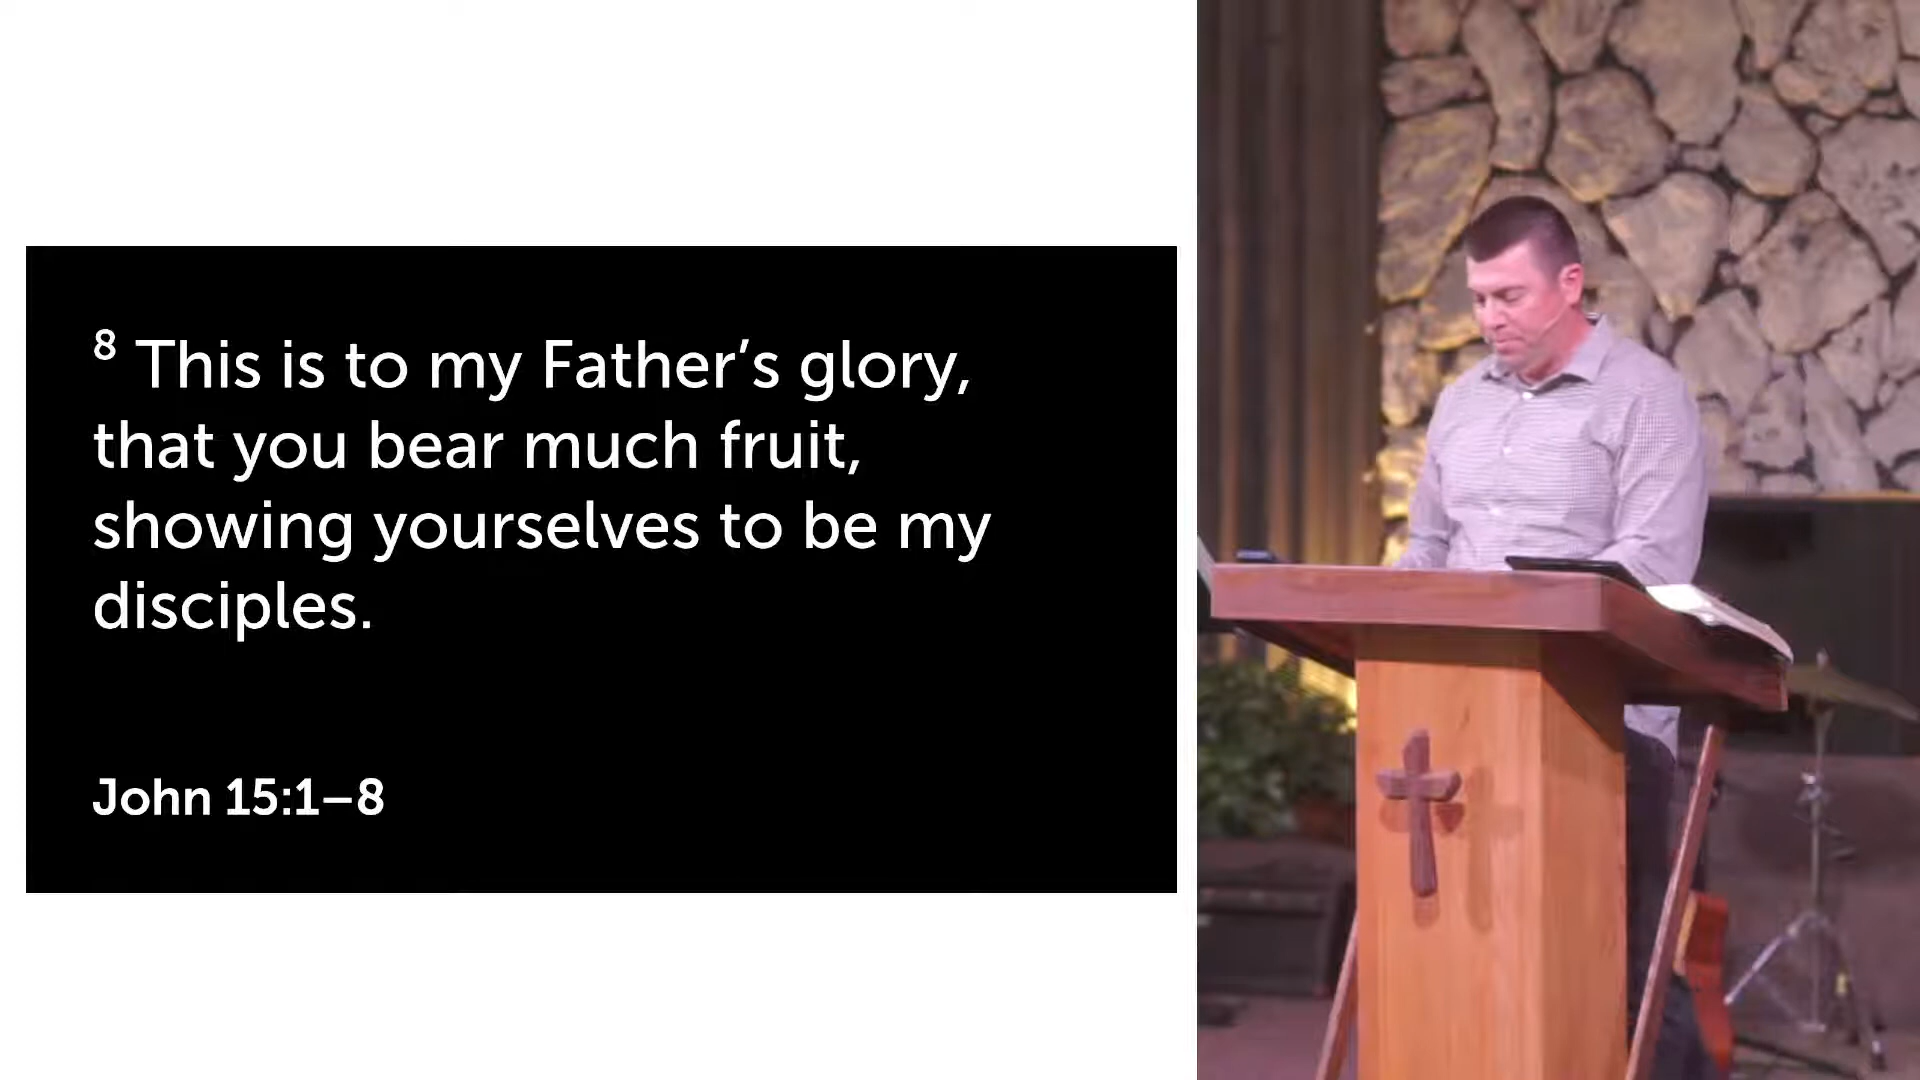 8 This is to my Father’s glory,
that you bear much fruit,
showing yourselves to be my
disciples.
John 15:1–8